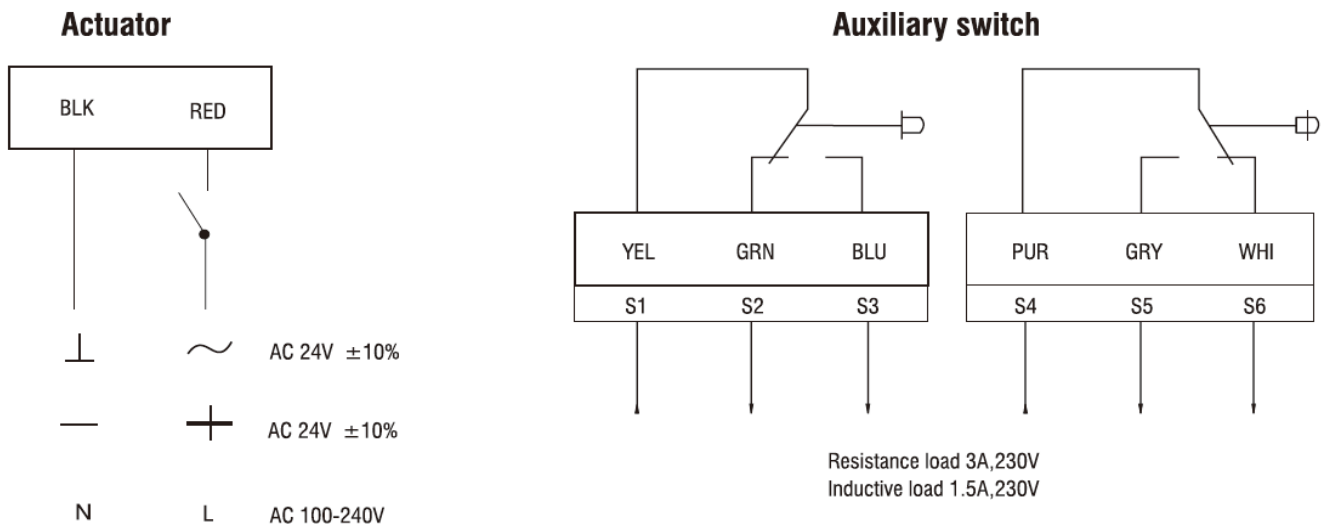 Actuator
BLK RED
AC 24V ±10%
AC 24V ±10%
N L AC 100-240V
Auxiliary switch
YEL GRN BLU
S1 S2 S3
PUR GRY WHI
S4 S5 S6
Resistance load 3A,230V
Inductive load 1.5A,230V